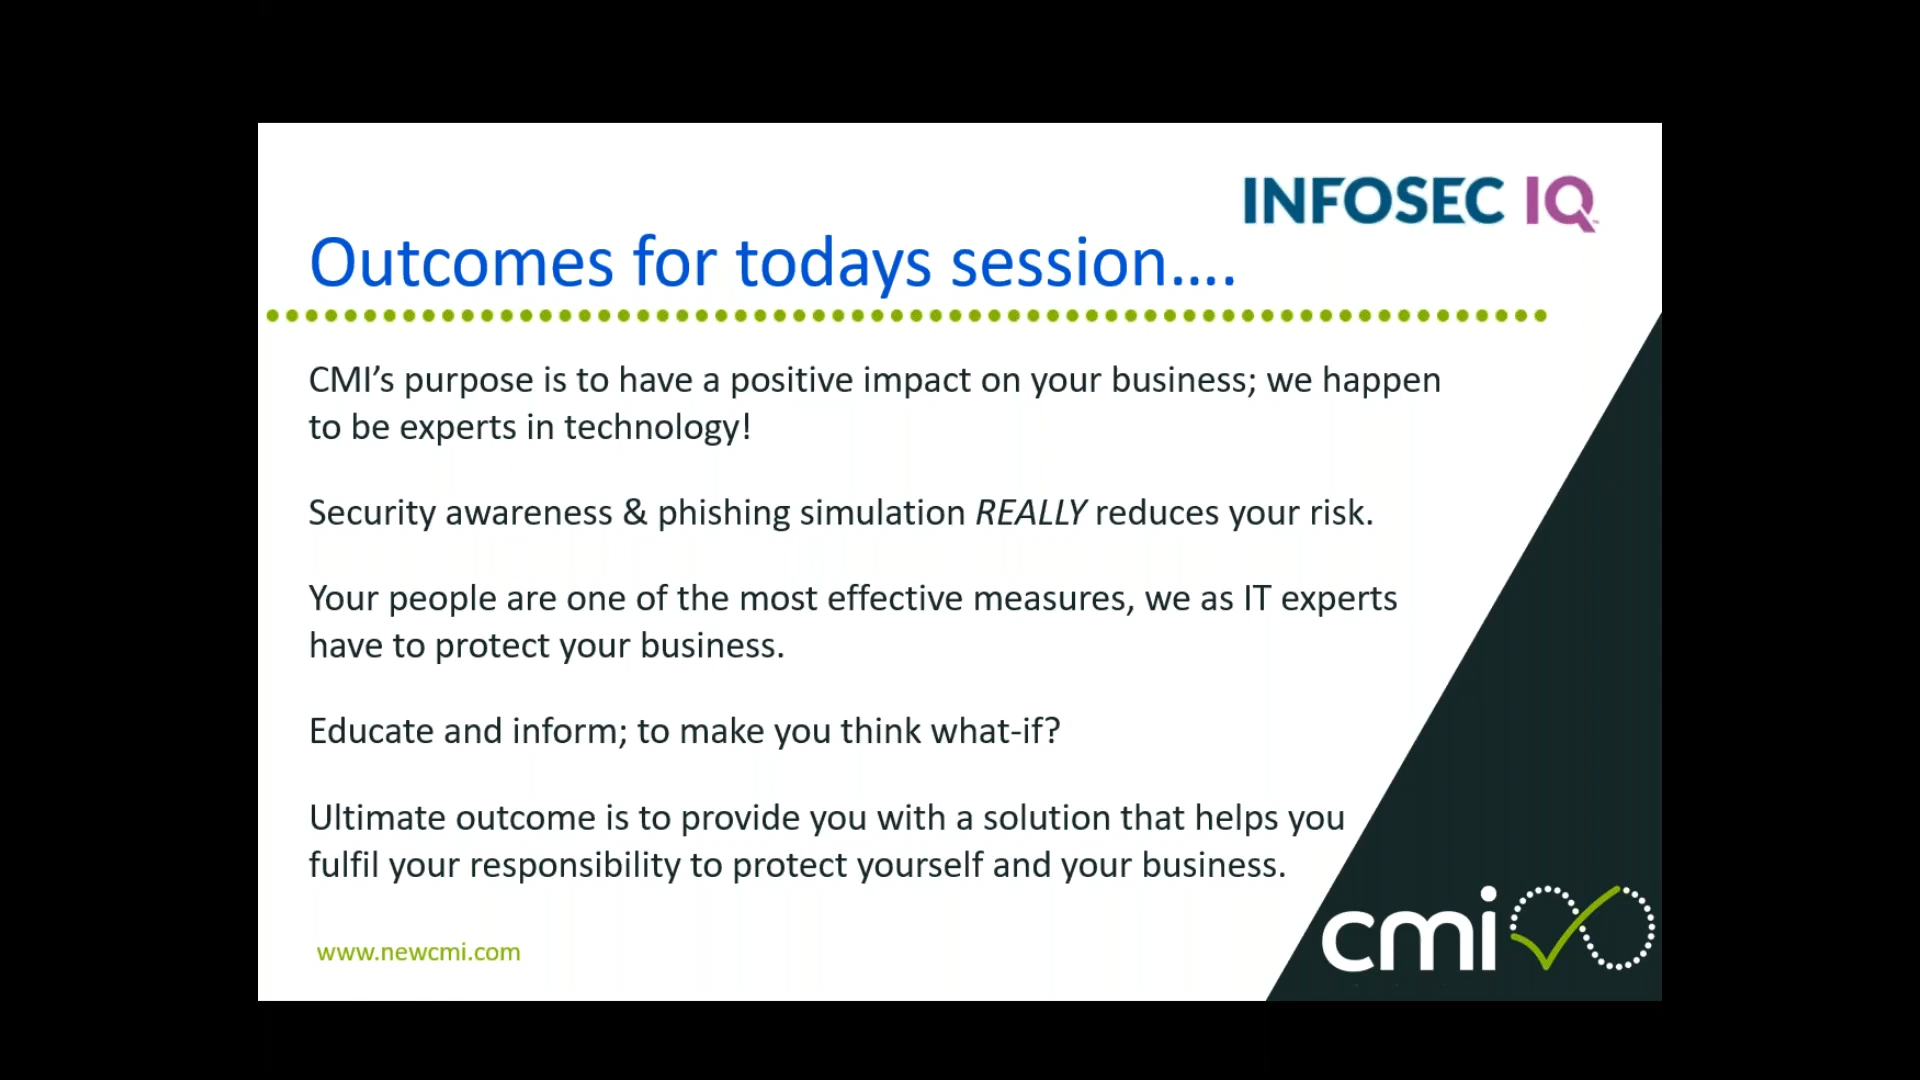 INFOSEC IQ
Outcomes for todays session....
CMI’s purpose is to have a positive impact on your business; we happen
to be experts in technology!
Security awareness & phishing simulation REALLY reduces your risk.
Your people are one of the most effective measures, we as IT experts
have to protect your business.
Educate and inform; to make you think what-if?
Ultimate outcome is to provide you with a solution that helps you
fulfil your responsibility to protect yourself and your business.
www.newcmi.com
cmi